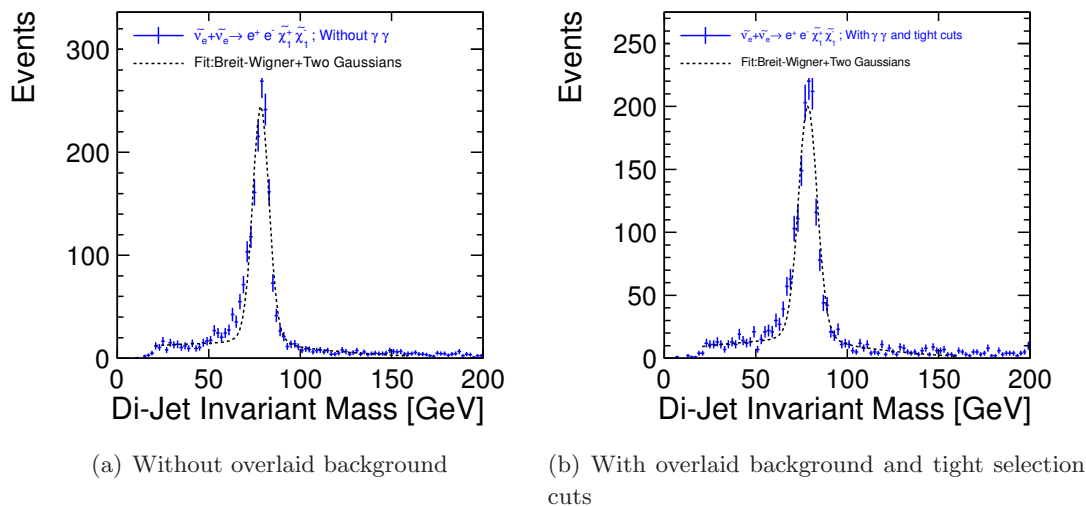 Events
300
200
100
0
ν̃e+ν̃e→ e+ e- χ̃1+ χ̃1- ; Without γ γ
Fit:Breit-Wigner+Two Gaussians
0 50 100 150 200
Di-Jet Invariant Mass [GeV]
(a) Without overlaid background
Events
250
200
150
100
50
0
ν̃e+ν̃e→ e+ e- χ̃1+ χ̃1- ; With γ γ and tight cuts
Fit:Breit-Wigner+Two Gaussians
0 50 100 150 200
Di-Jet Invariant Mass [GeV]
(b) With overlaid background and tight selection
cuts